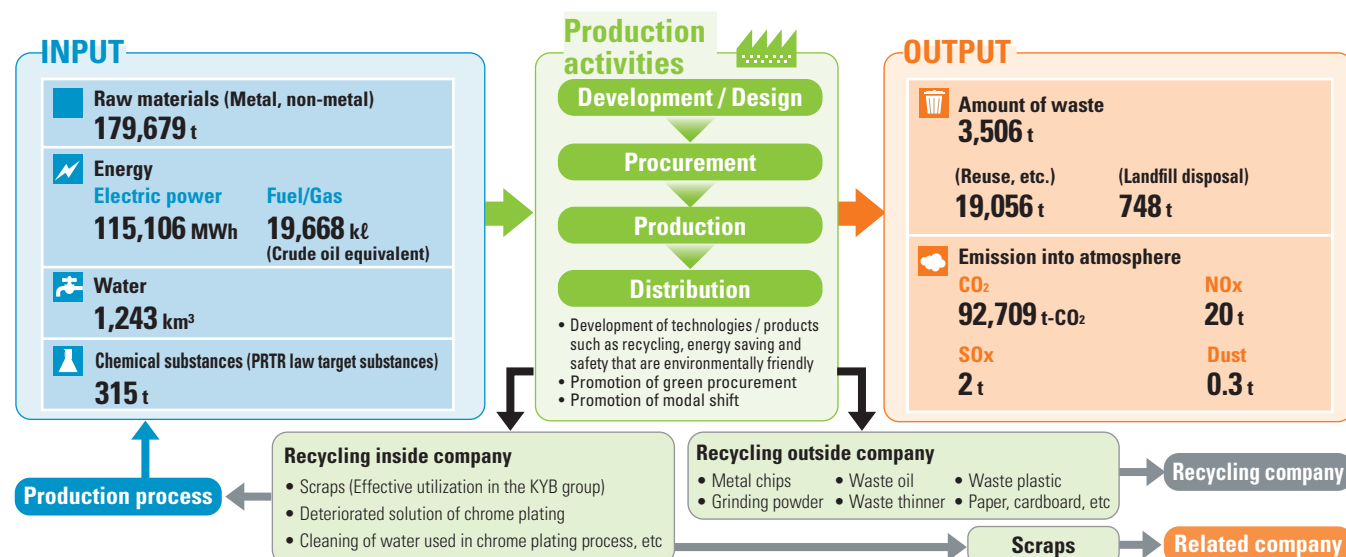 INPUT
Raw materials (Metal, non-metal)
179,679 t
Energy
Electric power
115,106 MWh
Fuel/Gas
19,668 kℓ
(Crude oil equivalent)
Water
1,243 km³
Chemical substances (PRTR law target substances)
315 t
Production
activities
Development / Design
Procurement
Production
Distribution
• Development of technologies / products
such as recycling, energy saving and
safety that are environmentally friendly
• Promotion of green procurement
• Promotion of modal shift
OUTPUT
Amount of waste
3,506 t
(Reuse, etc.)
19,056 t
(Landfill disposal)
748 t
Emission into atmosphere
CO₂
92,709 t-CO₂
NOx
20 t
SOx
2 t
Dust
0.3 t
Production process
Recycling inside company
• Scraps (Effective utilization in the KYB group)
• Deteriorated solution of chrome plating
• Cleaning of water used in chrome plating process, etc
Recycling outside company
• Metal chips • Waste oil • Waste plastic
• Grinding powder • Waste thinner • Paper, cardboard, etc
Recycling company
Scraps
Related company